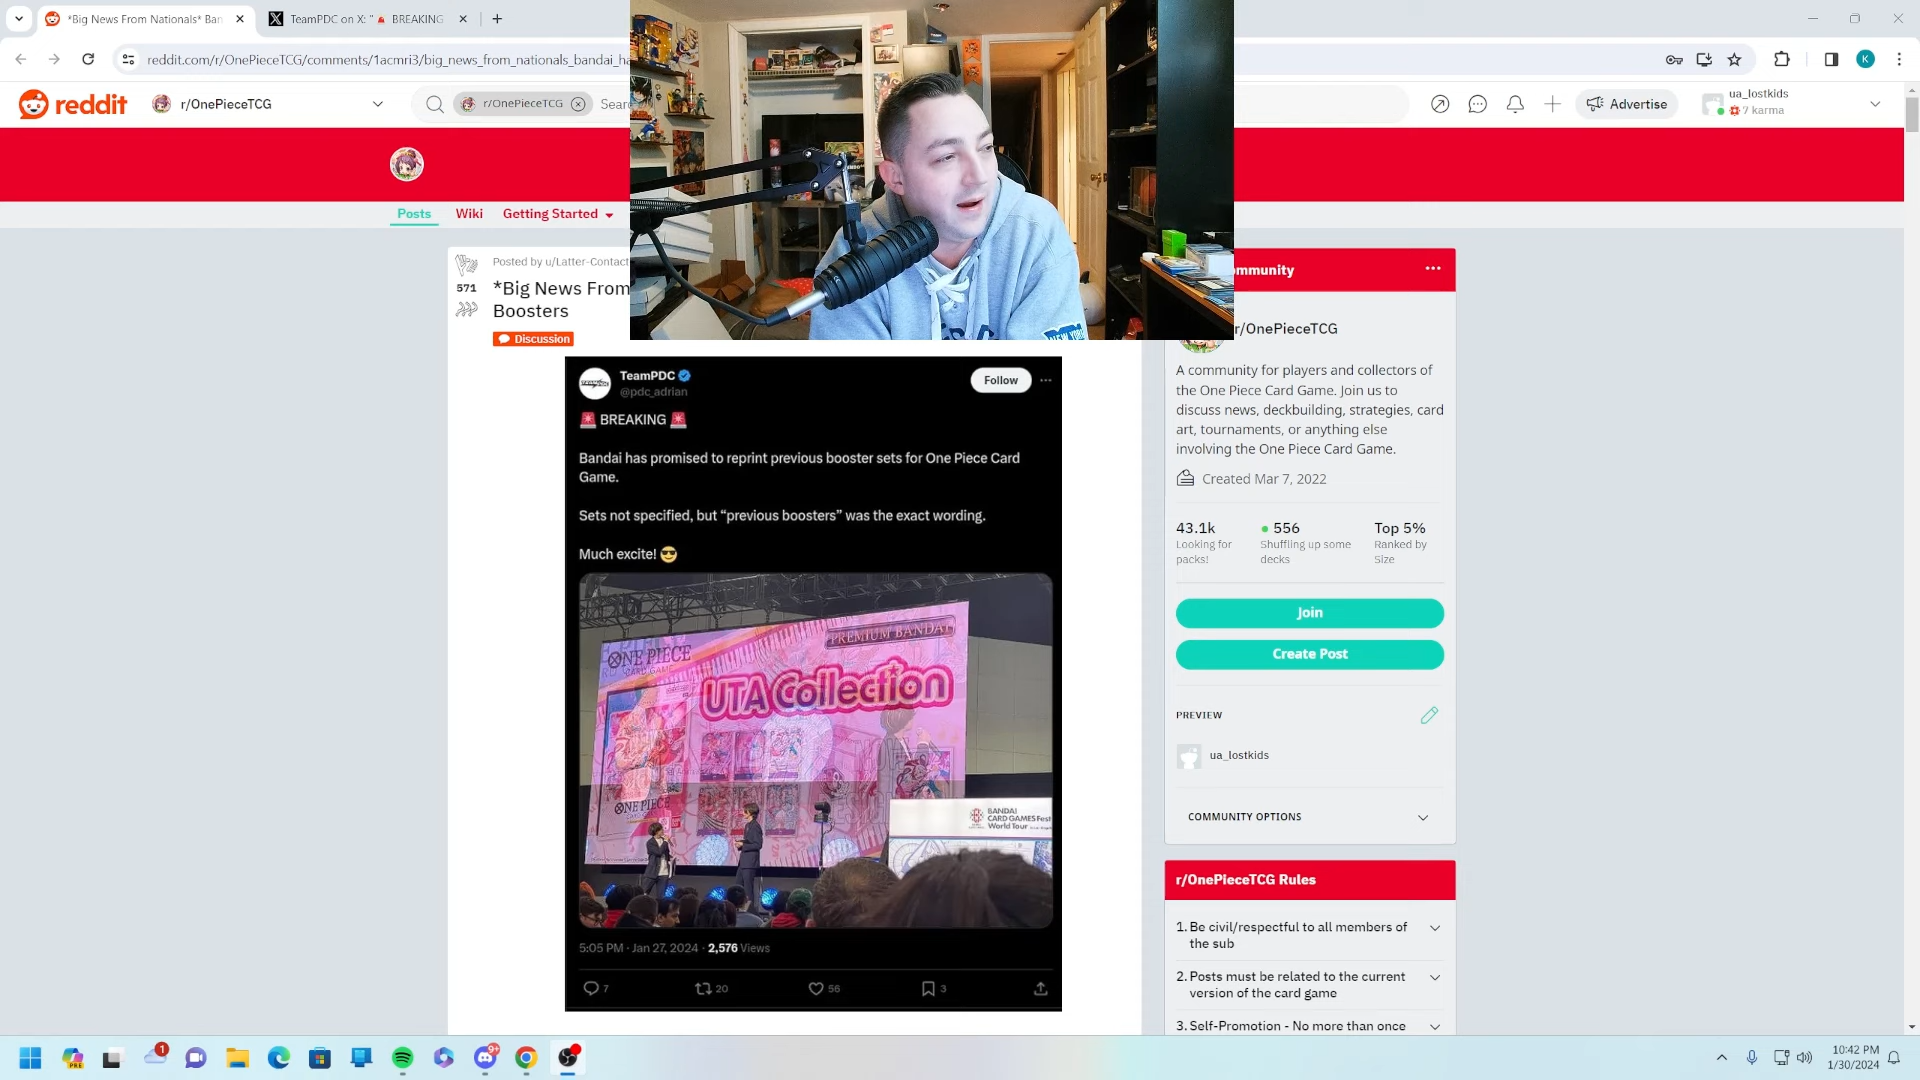 *Big News From Nationals* Ban
TeamPDC on X: "🚨 BREAKING
reddit.com/r/OnePieceTCG/comments/1acmri3/big_news_from_nationals_bandai_ha
K
reddit
r/OnePieceTCG
r/OnePieceTCG
Sear
Advertise
ua_lostkids
7 karma
Posts
Wiki
Getting Started
Posted by u/Latter-Contact
571
*Big News From
Boosters
Discussion
TeamPDC
@pdc_adrian
Follow
🚨 BREAKING 🚨
Bandai has promised to reprint previous booster sets for One Piece Card
Game.
Sets not specified, but “previous boosters” was the exact wording.
Much excite! 😎
PREMIUM BANDAI
ONE PIECE
CARD GAME
UTA Collection
ONE PIECE
BANDAI
CARD GAMES Fest
World Tour
5:05 PM · Jan 27, 2024 · 2,576 Views
7
20
56
3
ommunity
r/OnePieceTCG
A community for players and collectors of
the One Piece Card Game. Join us to
discuss news, deckbuilding, strategies, card
art, tournaments, or anything else
involving the One Piece Card Game.
Created Mar 7, 2022
43.1k
556
Top 5%
Looking for
packs!
Shuffling up some
decks
Ranked by
Size
Join
Create Post
PREVIEW
ua_lostkids
COMMUNITY OPTIONS
r/OnePieceTCG Rules
1. Be civil/respectful to all members of
the sub
2. Posts must be related to the current
version of the card game
3. Self-Promotion - No more than once
1
PRE
9+
10:42 PM
1/30/2024